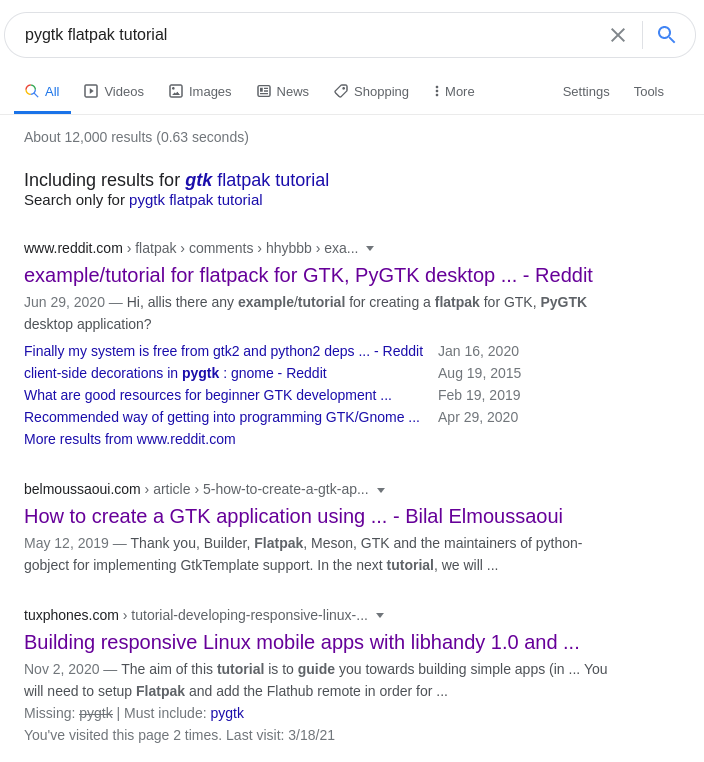 pygtk flatpak tutorial
All Videos Images News Shopping More Settings Tools
About 12,000 results (0.63 seconds)
Including results for gtk flatpak tutorial
Search only for pygtk flatpak tutorial
www.reddit.com › flatpak › comments › hhybbb › exa...
example/tutorial for flatpack for GTK, PyGTK desktop ... - Reddit
Jun 29, 2020 — Hi, allis there any example/tutorial for creating a flatpak for GTK, PyGTK
desktop application?
Finally my system is free from gtk2 and python2 deps ... - Reddit Jan 16, 2020
client-side decorations in pygtk : gnome - Reddit Aug 19, 2015
What are good resources for beginner GTK development ... Feb 19, 2019
Recommended way of getting into programming GTK/Gnome ... Apr 29, 2020
More results from www.reddit.com
belmoussaoui.com › article › 5-how-to-create-a-gtk-ap...
How to create a GTK application using ... - Bilal Elmoussaoui
May 12, 2019 — Thank you, Builder, Flatpak, Meson, GTK and the maintainers of python-
gobject for implementing GtkTemplate support. In the next tutorial, we will ...
tuxphones.com › tutorial-developing-responsive-linux-...
Building responsive Linux mobile apps with libhandy 1.0 and ...
Nov 2, 2020 — The aim of this tutorial is to guide you towards building simple apps (in ... You
will need to setup Flatpak and add the Flathub remote in order for ...
Missing: pygtk | Must include: pygtk
You've visited this page 2 times. Last visit: 3/18/21